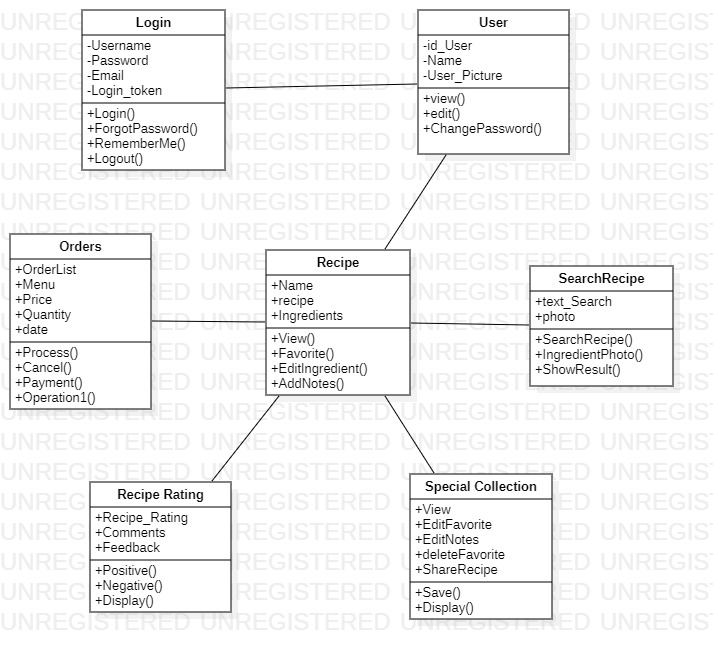 Login
-Username
-Password
-Email
-Login_token
+Login()
+ForgotPassword()
+RememberMe()
+Logout()
User
-id_User
-Name
-User_Picture
+view()
+edit()
+ChangePassword()
Orders
+OrderList
+Menu
+Price
+Quantity
+date
+Process()
+Cancel()
+Payment()
+Operation1()
Recipe
+Name
+recipe
+Ingredients
+View()
+Favorite()
+EditIngredient()
+AddNotes()
SearchRecipe
+text_Search
+photo
+SearchRecipe()
+IngredientPhoto()
+ShowResult()
Recipe Rating
+Recipe_Rating
+Comments
+Feedback
+Positive()
+Negative()
+Display()
Special Collection
+View
+EditFavorite
+EditNotes
+deleteFavorite
+ShareRecipe
+Save()
+Display()
UNREGISTERED UNREGISTERED UNREGISTERED